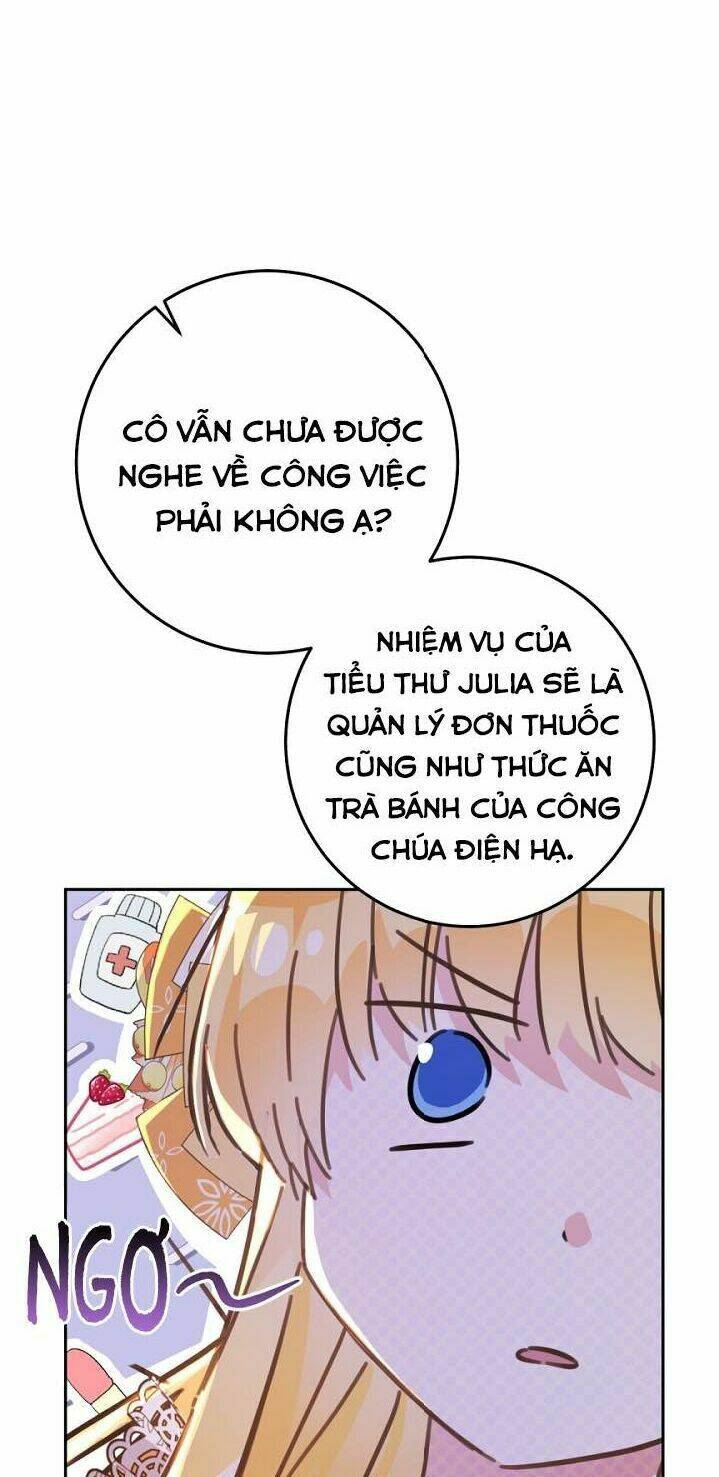 CÔ VẪN CHƯA ĐƯỢC
NGHE VỀ CÔNG VIỆC
PHẢI KHÔNG Ạ?
NHIỆM VỤ CỦA
TIỂU THƯ JULIA SẼ LÀ
QUẢN LÝ ĐƠN THUỐC
CŨNG NHƯ THỨC ĂN
TRÀ BÁNH CỦA CÔNG
CHÚA ĐIỆN HẠ.
NGƠ~